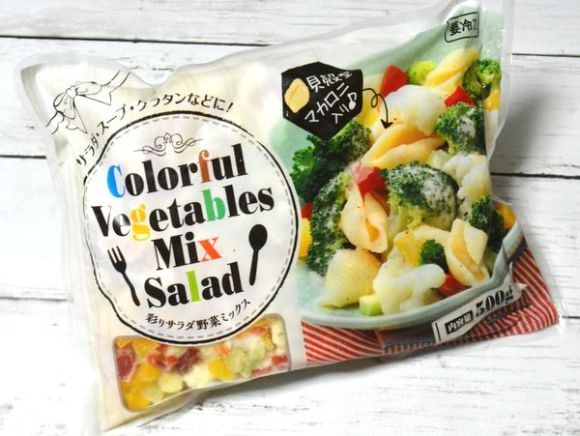 サラダ・スープ・グラタンなどに!
Colorful
Vegetables
Mix
Salad
彩りサラダ野菜ミックス
貝殻型
マカロニ
入り♪
内容量 500g